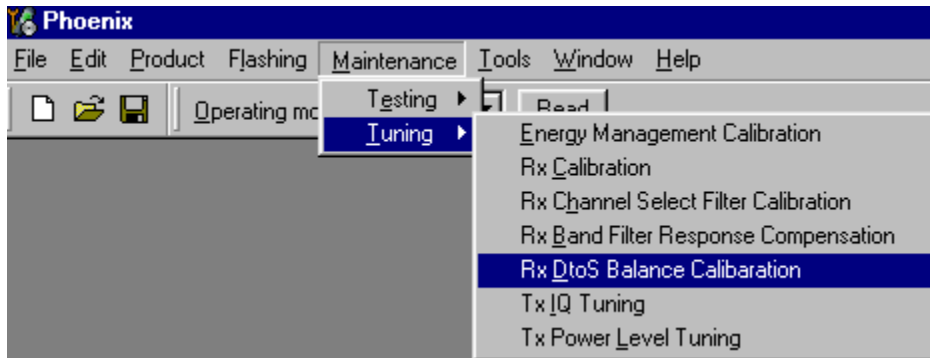 Phoenix
File Edit Product Flashing Maintenance Tools Window Help
Operating mo Read
Testing
Tuning
Energy Management Calibration
Rx Calibration
Rx Channel Select Filter Calibration
Rx Band Filter Response Compensation
Rx DtoS Balance Calibaration
Tx IQ Tuning
Tx Power Level Tuning